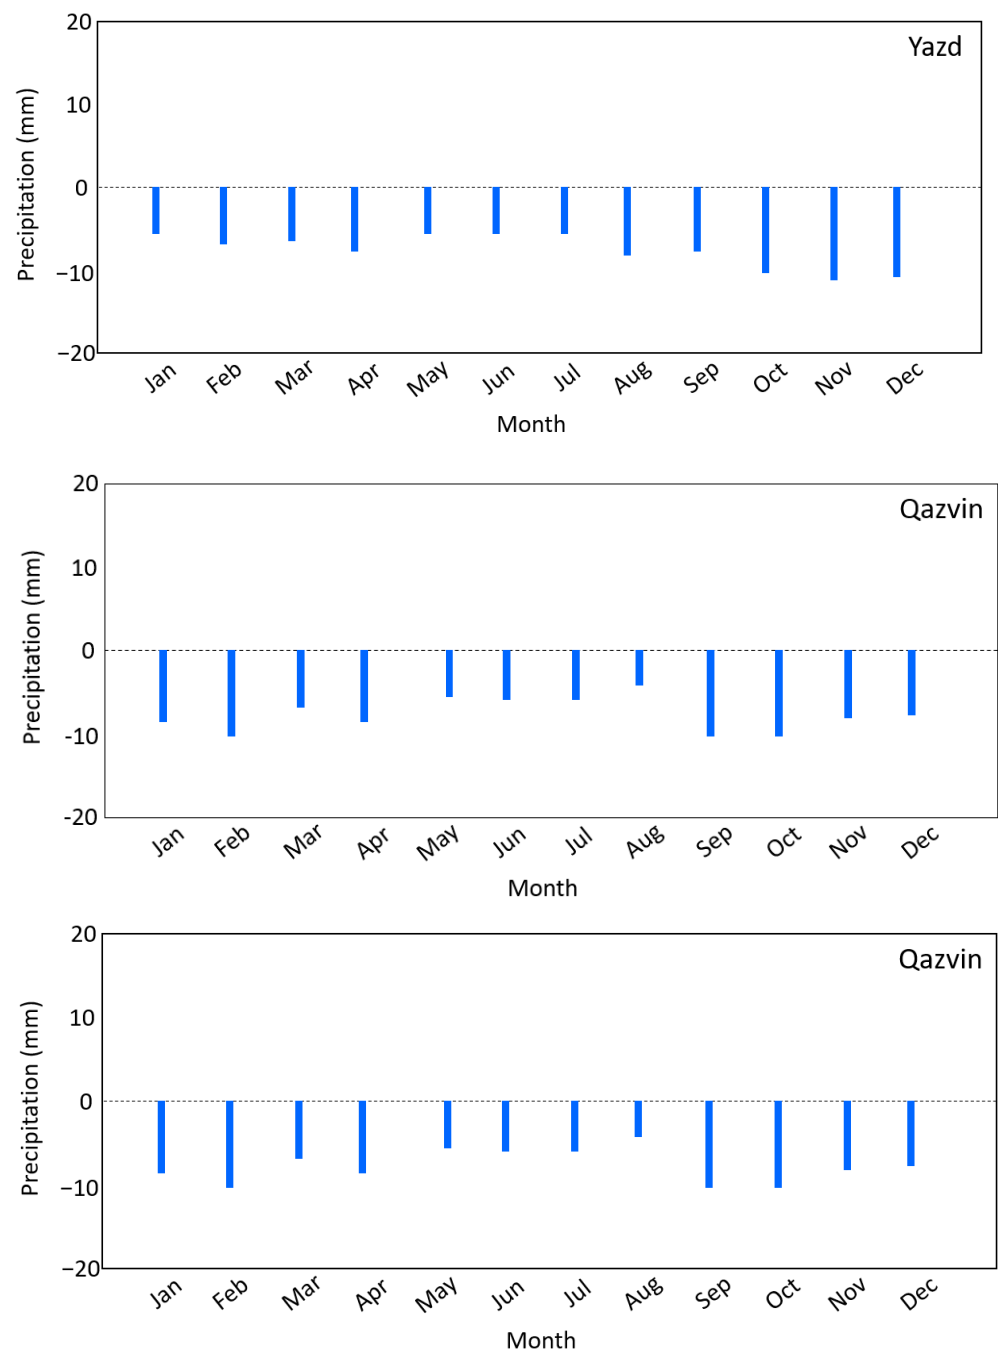 Yazd
Precipitation (mm)
20
10
0
−10
−20
Jan Feb Mar Apr May Jun Jul Aug Sep Oct Nov Dec
Month
Qazvin
Precipitation (mm)
20
10
0
-10
-20
Jan Feb Mar Apr May Jun Jul Aug Sep Oct Nov Dec
Month
Qazvin
Precipitation (mm)
20
10
0
−10
−20
Jan Feb Mar Apr May Jun Jul Aug Sep Oct Nov Dec
Month